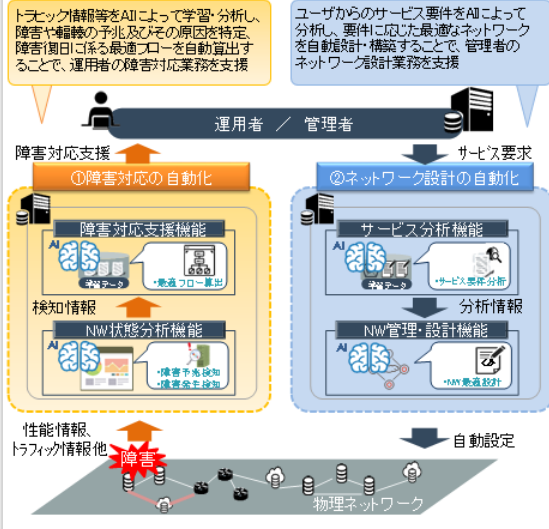 トラヒック情報等をAIによって学習・分析し、
障害や輻輳の予兆及びその原因を特定、
障害復旧に係る最適フローを自動算出す
ることで、運用者の障害対応業務を支援
ユーザからのサービス要件をAIによって
分析し、要件に応じた最適なネットワーク
を自動設計・構築することで、管理者の
ネットワーク設計業務を支援
運用者 ／ 管理者
障害対応支援
サービス要求
①障害対応の自動化
②ネットワーク設計の自動化
障害対応支援機能
AI
学習データ
・最適フロー算出
サービス分析機能
AI
学習データ
・サービス要件分析
検知情報
分析情報
NW状態分析機能
AI
・障害予兆検知
・障害発生検知
NW管理・設計機能
AI
・NW最適設計
性能情報、
トラフィック情報他
自動設定
障害
物理ネットワーク